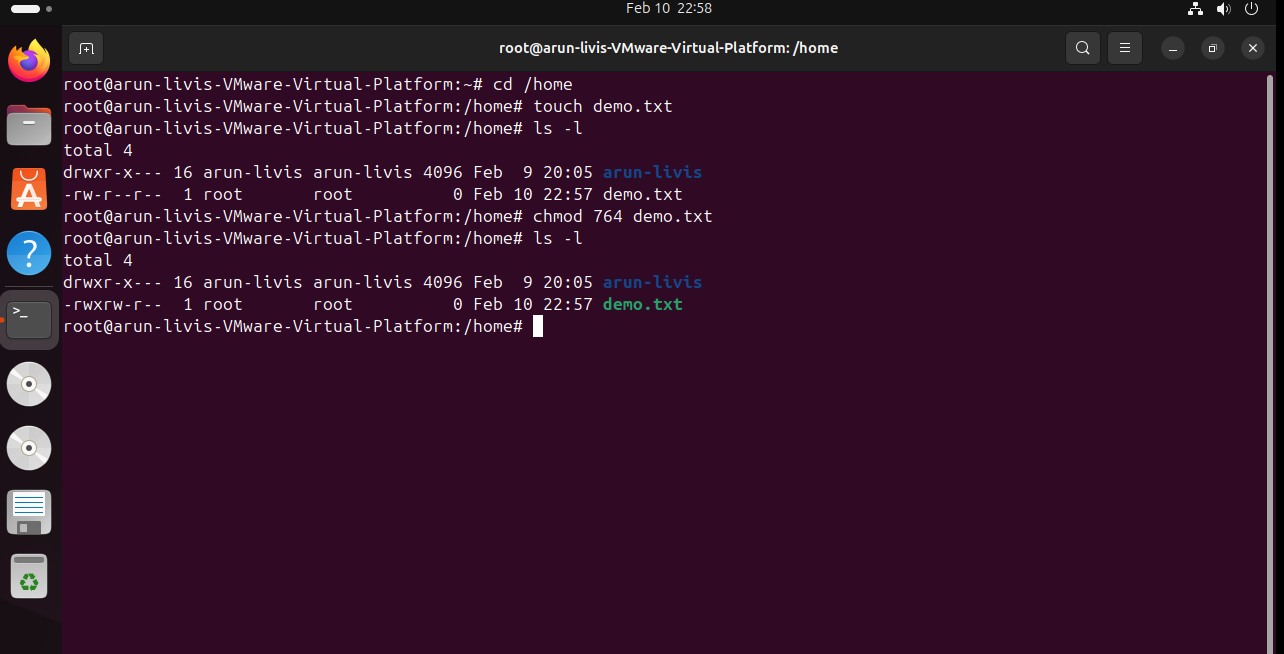 Feb 10 22:58
root@arun-livis-VMware-Virtual-Platform: /home
root@arun-livis-VMware-Virtual-Platform:~# cd /home
root@arun-livis-VMware-Virtual-Platform:/home# touch demo.txt
root@arun-livis-VMware-Virtual-Platform:/home# ls -l
total 4
drwxr-x--- 16 arun-livis arun-livis 4096 Feb  9 20:05 arun-livis
-rw-r--r--  1 root       root          0 Feb 10 22:57 demo.txt
root@arun-livis-VMware-Virtual-Platform:/home# chmod 764 demo.txt
root@arun-livis-VMware-Virtual-Platform:/home# ls -l
total 4
drwxr-x--- 16 arun-livis arun-livis 4096 Feb  9 20:05 arun-livis
-rwxrw-r--  1 root       root          0 Feb 10 22:57 demo.txt
root@arun-livis-VMware-Virtual-Platform:/home#